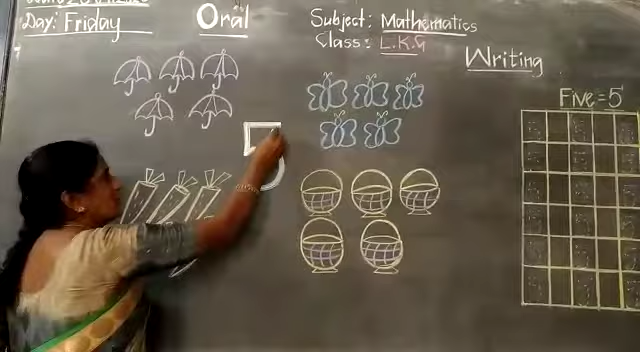 Day: Friday
Oral
Subject: Mathematics
Class: L.K.G
Writing
Five=5
5